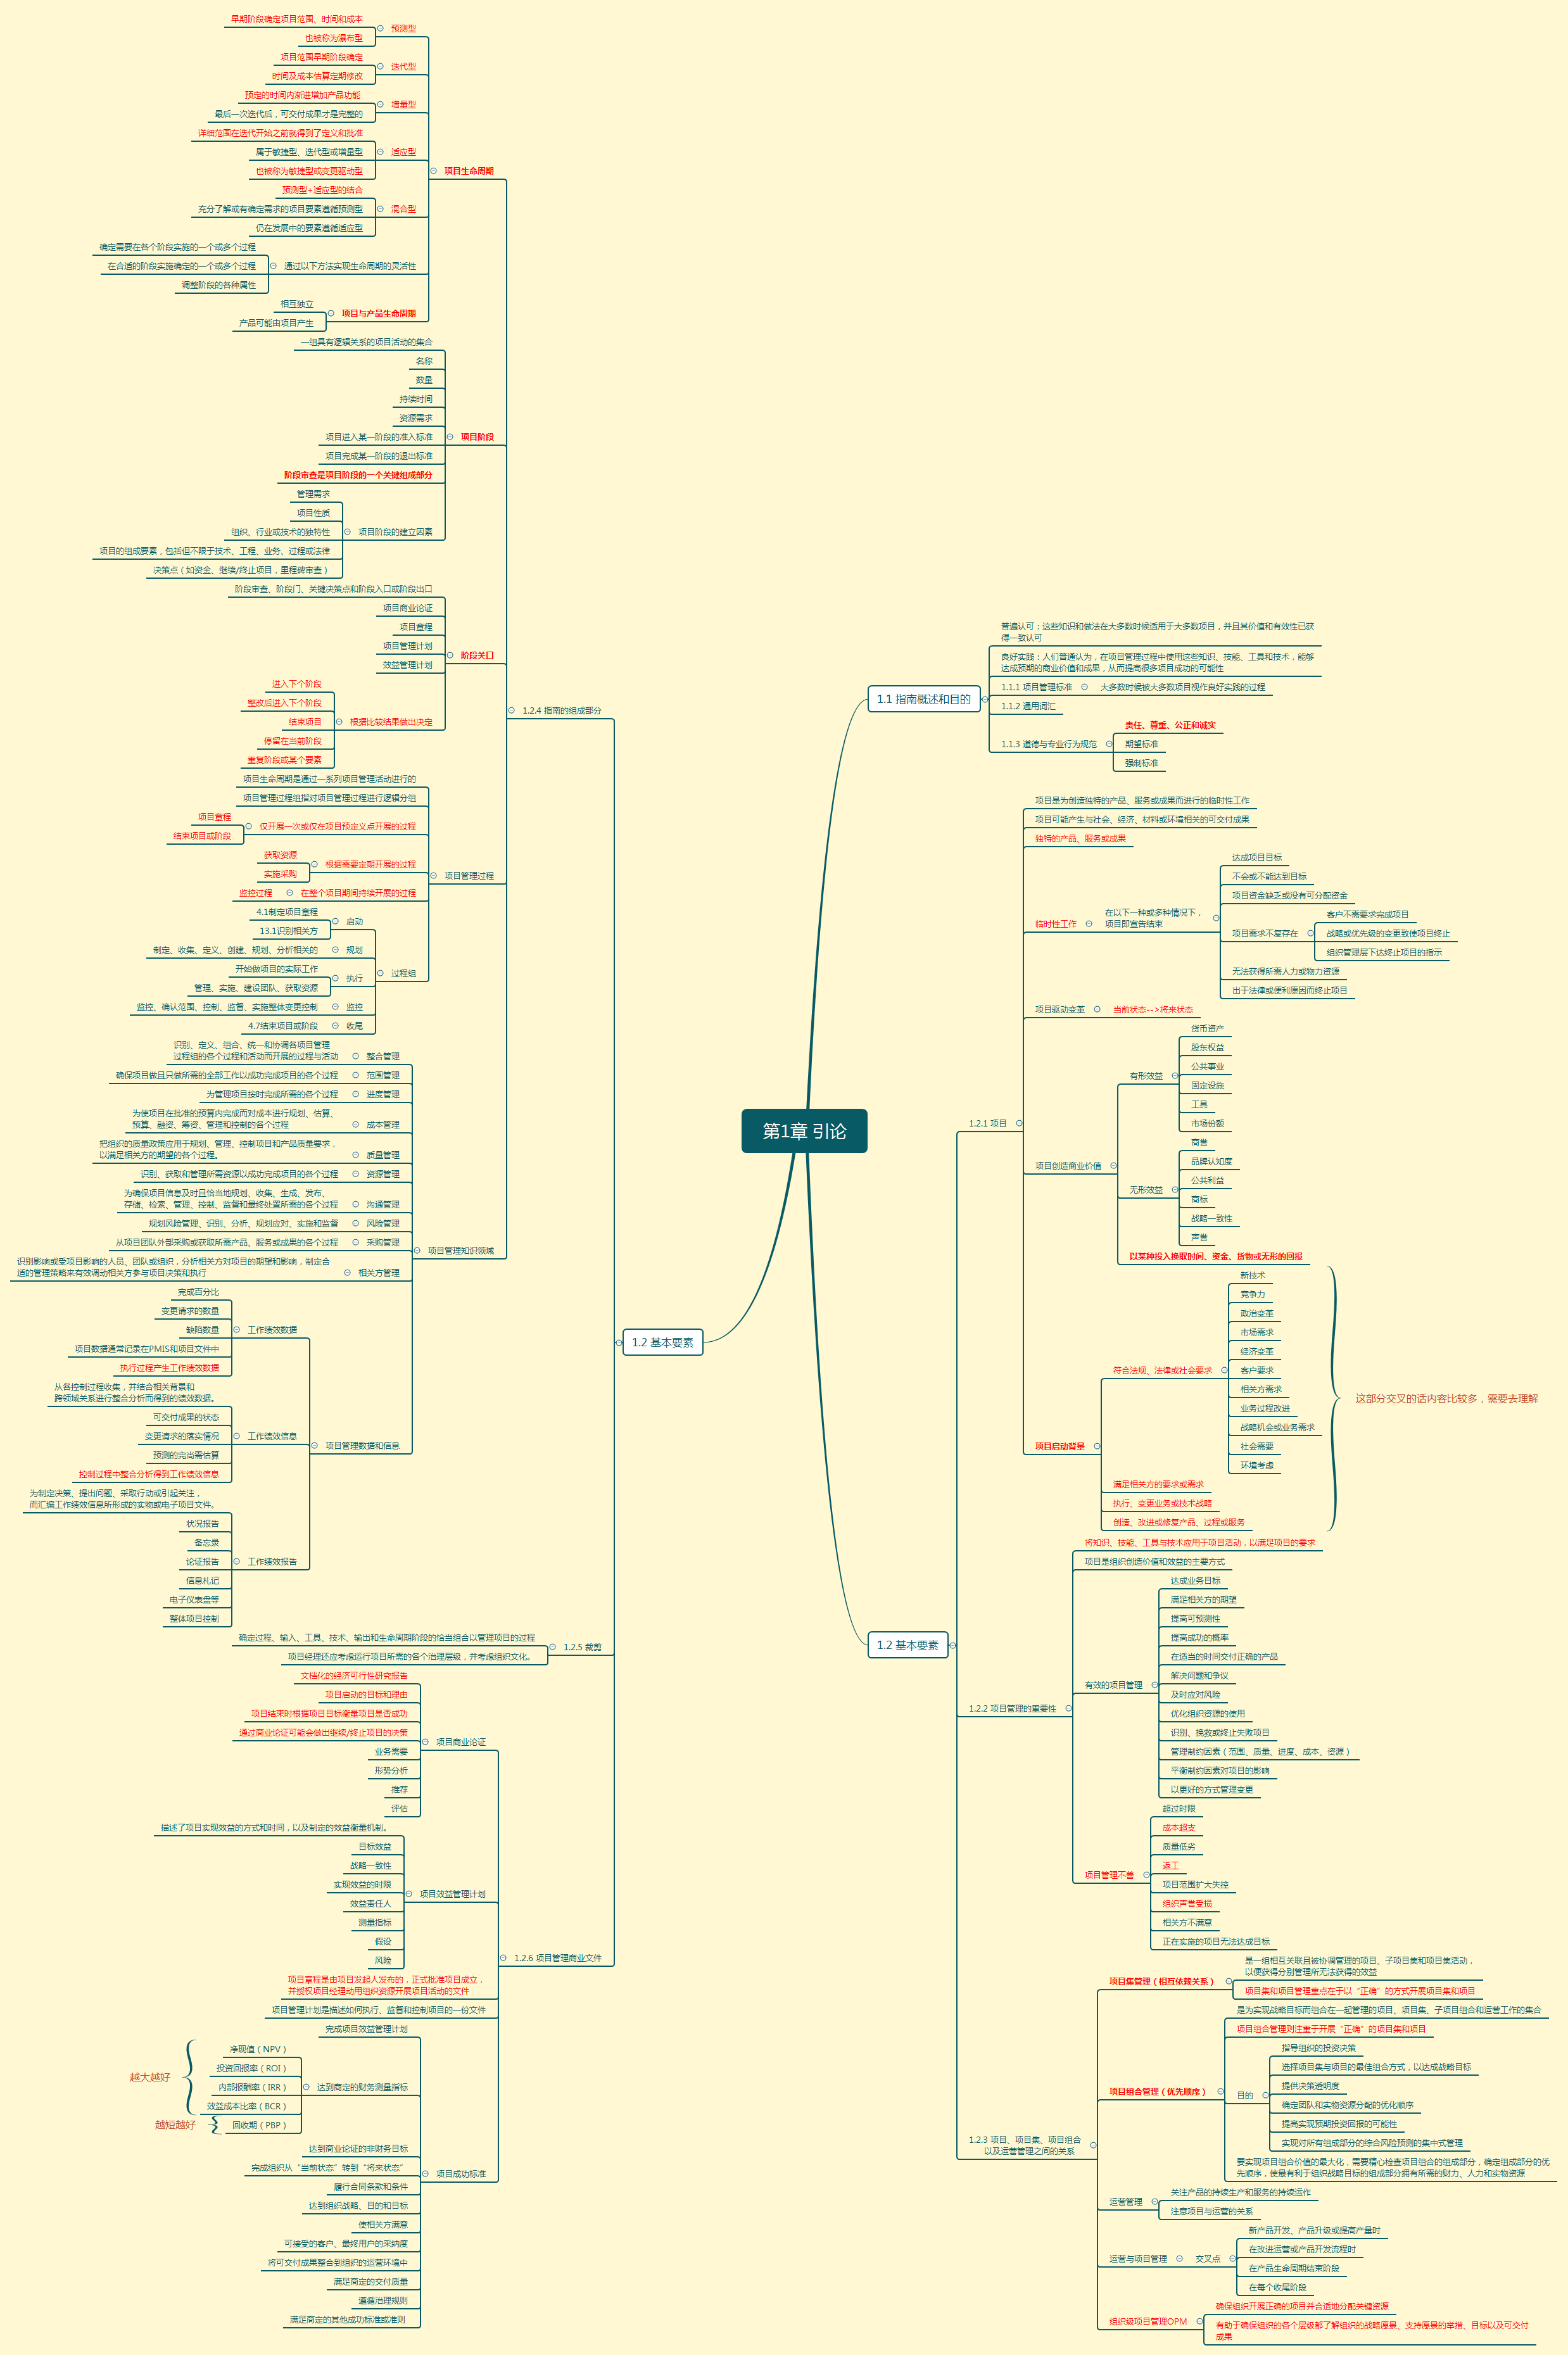 第1章 引论
1.1 指南概述和目的
普遍认可：这些知识和做法在大多数时候适用于大多数项目，并且其价值和有效性已获
得一致认可
良好实践：人们普通认为，在项目管理过程中使用这些知识、技能、工具和技术，能够
达成预期的商业价值和成果，从而提高很多项目成功的可能性
1.1.1 项目管理标准
大多数时候被大多数项目视作良好实践的过程
1.1.2 通用词汇
1.1.3 道德与专业行为规范
责任、尊重、公正和诚实
期望标准
强制标准
1.2 基本要素
1.2.1 项目
项目是为创造独特的产品、服务或成果而进行的临时性工作
项目可能产生与社会、经济、材料或环境相关的可交付成果
独特的产品、服务或成果
临时性工作
在以下一种或多种情况下，
项目即宣告结束
达成项目目标
不会或不能达到目标
项目资金缺乏或没有可分配资金
项目需求不复存在
客户不需要求完成项目
战略或优先级的变更致使项目终止
组织管理层下达终止项目的指示
无法获得所需人力或物力资源
出于法律或便利原因而终止项目
项目驱动变革
当前状态-->将来状态
项目创造商业价值
有形效益
货币资产
股东权益
公共事业
固定设施
工具
市场份额
无形效益
商誉
品牌认知度
公共利益
商标
战略一致性
声誉
以某种投入换取时间、资金、货物或无形的回报
项目启动背景
符合法规、法律或社会要求
新技术
竞争力
政治变革
市场需求
经济变革
客户要求
相关方需求
业务过程改进
战略机会或业务需求
社会需要
环境考虑
满足相关方的要求或需求
执行、变更业务或技术战略
创造、改进或修复产品、过程或服务
这部分交叉的话内容比较多，需要去理解
1.2.2 项目管理的重要性
将知识、技能、工具与技术应用于项目活动，以满足项目的要求
项目是组织创造价值和效益的主要方式
有效的项目管理
达成业务目标
满足相关方的期望
提高可预测性
提高成功的概率
在适当的时间交付正确的产品
解决问题和争议
及时应对风险
优化组织资源的使用
识别、挽救或终止失败项目
管理制约因素（范围、质量、进度、成本、资源）
平衡制约因素对项目的影响
以更好的方式管理变更
项目管理不善
超过时限
成本超支
质量低劣
返工
项目范围扩大失控
组织声誉受损
相关方不满意
正在实施的项目无法达成目标
1.2.3 项目、项目集、项目组合
以及运营管理之间的关系
项目集管理（相互依赖关系）
是一组相互关联且被协调管理的项目、子项目集和项目集活动，
以便获得分别管理所无法获得的效益
项目集和项目管理重点在于以“正确”的方式开展项目集和项目
项目组合管理（优先顺序）
是为实现战略目标而组合在一起管理的项目、项目集、子项目组合和运营工作的集合
项目组合管理则注重于开展“正确”的项目集和项目
目的
指导组织的投资决策
选择项目集与项目的最佳组合方式，以达成战略目标
提供决策透明度
确定团队和实物资源分配的优化顺序
提高实现预期投资回报的可能性
实现对所有组成部分的综合风险预测的集中式管理
要实现项目组合价值的最大化，需要精心检查项目组合的组成部分，确定组成部分的优
先顺序，使最有利于组织战略目标的组成部分拥有所需的财力、人力和实物资源
运营管理
关注产品的持续生产和服务的持续运作
注意项目与运营的关系
运营与项目管理
交叉点
新产品开发、产品升级或提高产量时
在改进运营或产品开发流程时
在产品生命周期结束阶段
在每个收尾阶段
组织级项目管理OPM
确保组织开展正确的项目并合适地分配关键资源
有助于确保组织的各个层级都了解组织的战略愿景、支持愿景的举措、目标以及可交付
成果
1.2 基本要素
1.2.4 指南的组成部分
项目生命周期
预测型
早期阶段确定项目范围、时间和成本
也被称为瀑布型
迭代型
项目范围早期阶段确定
时间及成本估算定期修改
增量型
预定的时间内渐进增加产品功能
最后一次迭代后，可交付成果才是完整的
适应型
详细范围在迭代开始之前就得到了定义和批准
属于敏捷型、迭代型或增量型
也被称为敏捷型或变更驱动型
混合型
预测型+适应型的结合
充分了解或有确定需求的项目要素遵循预测型
仍在发展中的要素遵循适应型
通过以下方法实现生命周期的灵活性
确定需要在各个阶段实施的一个或多个过程
在合适的阶段实施确定的一个或多个过程
调整阶段的各种属性
项目与产品生命周期
相互独立
产品可能由项目产生
项目阶段
一组具有逻辑关系的项目活动的集合
名称
数量
持续时间
资源需求
项目进入某一阶段的准入标准
项目完成某一阶段的退出标准
阶段审查是项目阶段的一个关键组成部分
项目阶段的建立因素
管理需求
项目性质
组织、行业或技术的独特性
项目的组成要素，包括但不限于技术、工程、业务、过程或法律
决策点（如资金、继续/终止项目，里程碑审查）
阶段关口
阶段审查、阶段门、关键决策点和阶段入口或阶段出口
项目商业论证
项目章程
项目管理计划
效益管理计划
根据比较结果做出决定
进入下个阶段
整改后进入下个阶段
结束项目
停留在当前阶段
重复阶段或某个要素
项目管理过程
项目生命周期是通过一系列项目管理活动进行的
项目管理过程组指对项目管理过程进行逻辑分组
仅开展一次或仅在项目预定义点开展的过程
项目章程
结束项目或阶段
根据需要定期开展的过程
获取资源
实施采购
在整个项目期间持续开展的过程
监控过程
过程组
启动
4.1制定项目章程
13.1识别相关方
规划
制定、收集、定义、创建、规划、分析相关的
执行
开始做项目的实际工作
管理、实施、建设团队、获取资源
监控
监控、确认范围、控制、监督、实施整体变更控制
收尾
4.7结束项目或阶段
项目管理知识领域
整合管理
识别、定义、组合、统一和协调各项目管理
过程组的各个过程和活动而开展的过程与活动
范围管理
确保项目做且只做所需的全部工作以成功完成项目的各个过程
进度管理
为管理项目按时完成所需的各个过程
成本管理
为使项目在批准的预算内完成而对成本进行规划、估算、
预算、融资、筹资、管理和控制的各个过程
质量管理
把组织的质量政策应用于规划、管理、控制项目和产品质量要求，
以满足相关方的期望的各个过程。
资源管理
识别、获取和管理所需资源以成功完成项目的各个过程
沟通管理
为确保项目信息及时且恰当地规划、收集、生成、发布、
存储、检索、管理、控制、监督和最终处置所需的各个过程
风险管理
规划风险管理、识别、分析、规划应对、实施和监督
采购管理
从项目团队外部采购或获取所需产品、服务或成果的各个过程
相关方管理
识别影响或受项目影响的人员、团队或组织，分析相关方对项目的期望和影响，制定合
适的管理策略来有效调动相关方参与项目决策和执行
项目管理数据和信息
工作绩效数据
完成百分比
变更请求的数量
缺陷数量
项目数据通常记录在PMIS和项目文件中
执行过程产生工作绩效数据
工作绩效信息
从各控制过程收集，并结合相关背景和
跨领域关系进行整合分析而得到的绩效数据。
可交付成果的状态
变更请求的落实情况
预测的完尚需估算
控制过程中整合分析得到工作绩效信息
工作绩效报告
为制定决策、提出问题、采取行动或引起关注，
而汇编工作绩效信息所形成的实物或电子项目文件。
状况报告
备忘录
论证报告
信息札记
电子仪表盘等
整体项目控制
1.2.5 裁剪
确定过程、输入、工具、技术、输出和生命周期阶段的恰当组合以管理项目的过程
项目经理还应考虑运行项目所需的各个治理层级，并考虑组织文化。
1.2.6 项目管理商业文件
项目商业论证
文档化的经济可行性研究报告
项目启动的目标和理由
项目结束时根据项目目标衡量项目是否成功
通过商业论证可能会做出继续/终止项目的决策
业务需要
形势分析
推荐
评估
项目效益管理计划
描述了项目实现效益的方式和时间，以及制定的效益衡量机制。
目标效益
战略一致性
实现效益的时限
效益责任人
测量指标
假设
风险
项目章程是由项目发起人发布的，正式批准项目成立，
并授权项目经理动用组织资源开展项目活动的文件
项目管理计划是描述如何执行、监督和控制项目的一份文件
项目成功标准
完成项目效益管理计划
达到商定的财务测量指标
净现值（NPV）
投资回报率（ROI）
内部报酬率（IRR）
效益成本比率（BCR）
回收期（PBP）
越大越好
越短越好
达到商业论证的非财务目标
完成组织从“当前状态”转到“将来状态”
履行合同条款和条件
达到组织战略、目的和目标
使相关方满意
可接受的客户、最终用户的采纳度
将可交付成果整合到组织的运营环境中
满足商定的交付质量
遵循治理规则
满足商定的其他成功标准或准则